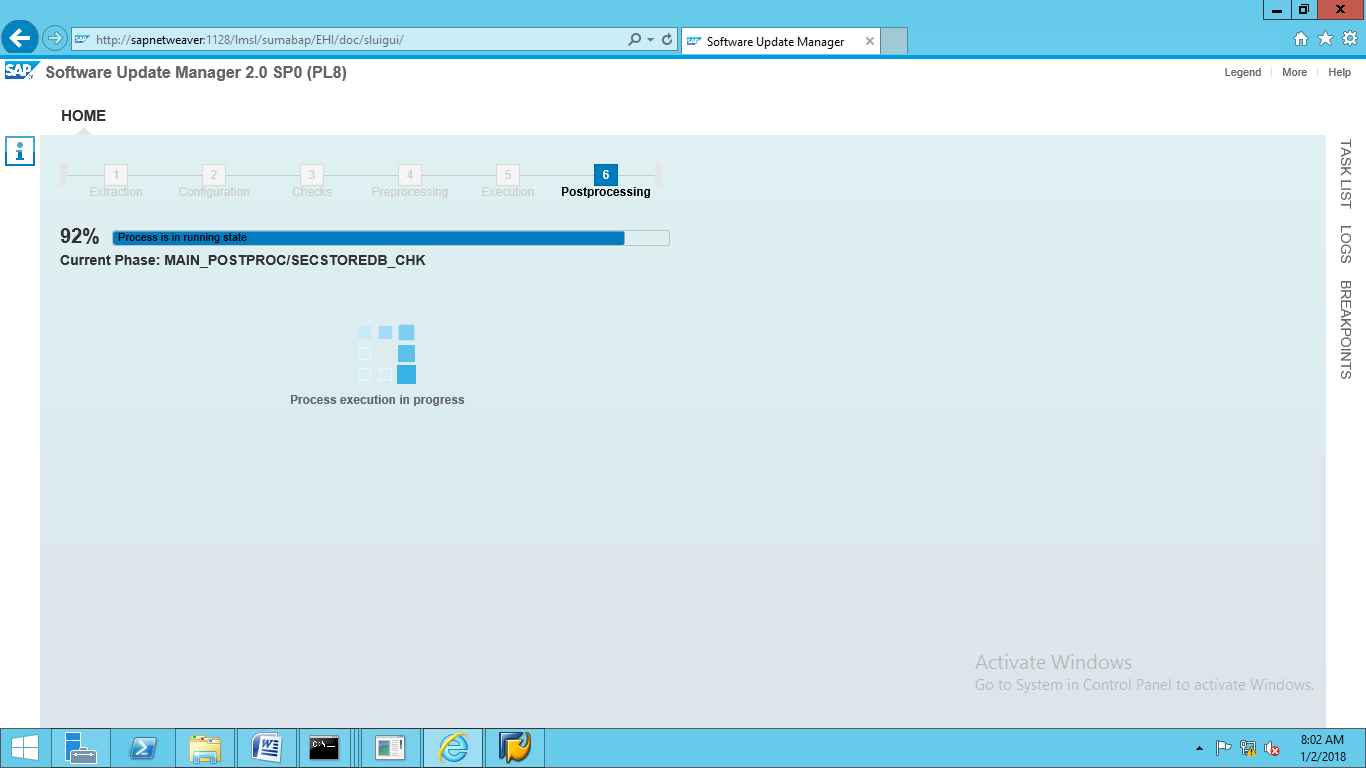 http://sapnetweaver:1128/lmsl/sumabap/EHI/doc/sluigui/
Software Update Manager
SAP Software Update Manager 2.0 SP0 (PL8)
Legend More Help
HOME
1 2 3 4 5 6
Extraction Configuration Checks Preprocessing Execution Postprocessing
92% Process is in running state
Current Phase: MAIN_POSTPROC/SECSTOREDB_CHK
Process execution in progress
TASK LIST
LOGS
BREAKPOINTS
Activate Windows
Go to System in Control Panel to activate Windows.
8:02 AM
1/2/2018